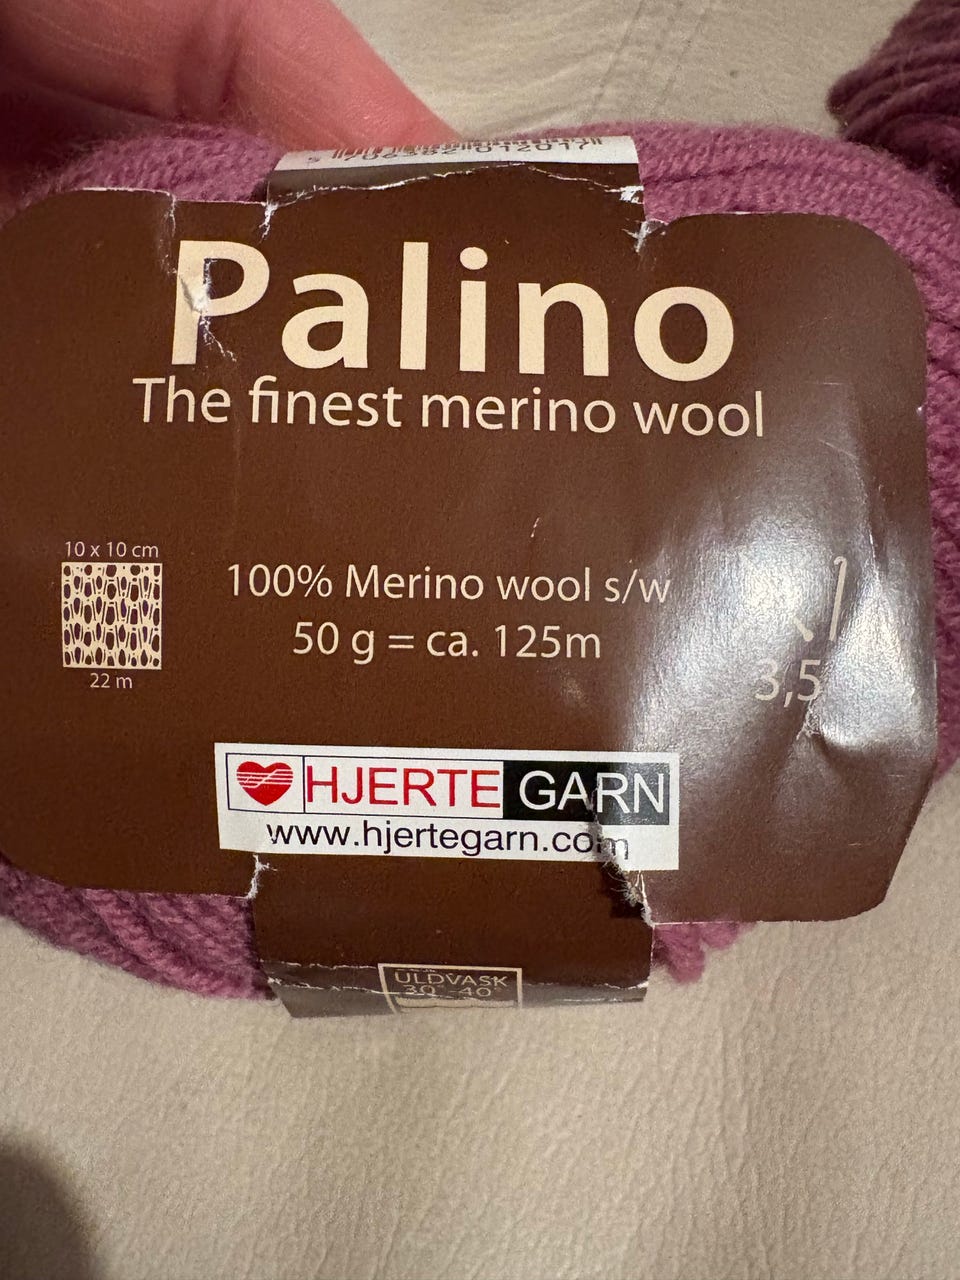 Palino
The finest merino wool
10 x 10 cm
22 m
100% Merino wool s/w
50 g = ca. 125m
3,5
HJERTE GARN
www.hjertegarn.com
ULDVASK
30°-40°